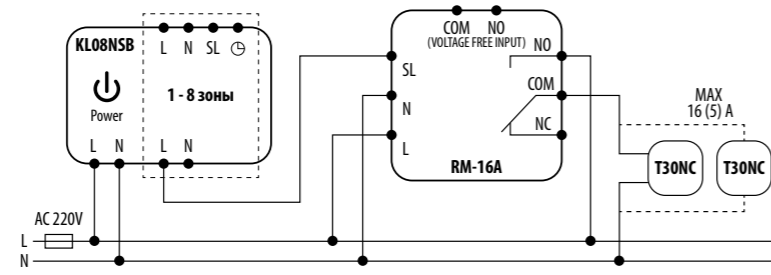 KL08NSB
L N SL
1 - 8 зоны
Power
L N L N
COM NO
(VOLTAGE FREE INPUT)
NO
SL
COM
N
NC
L
RM-16A
MAX
16 (5) A
T30NC T30NC
AC 220V
L
N